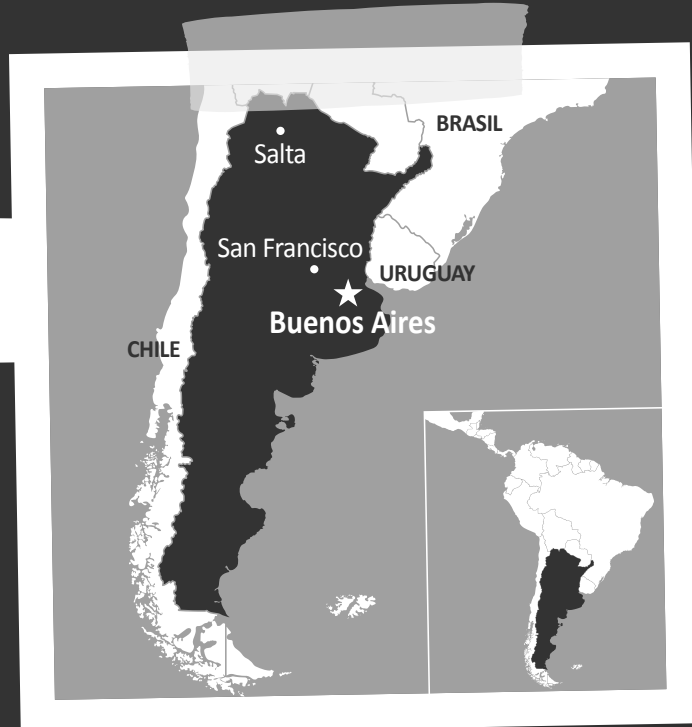 BRASIL
Salta
San Francisco
URUGUAY
Buenos Aires
CHILE